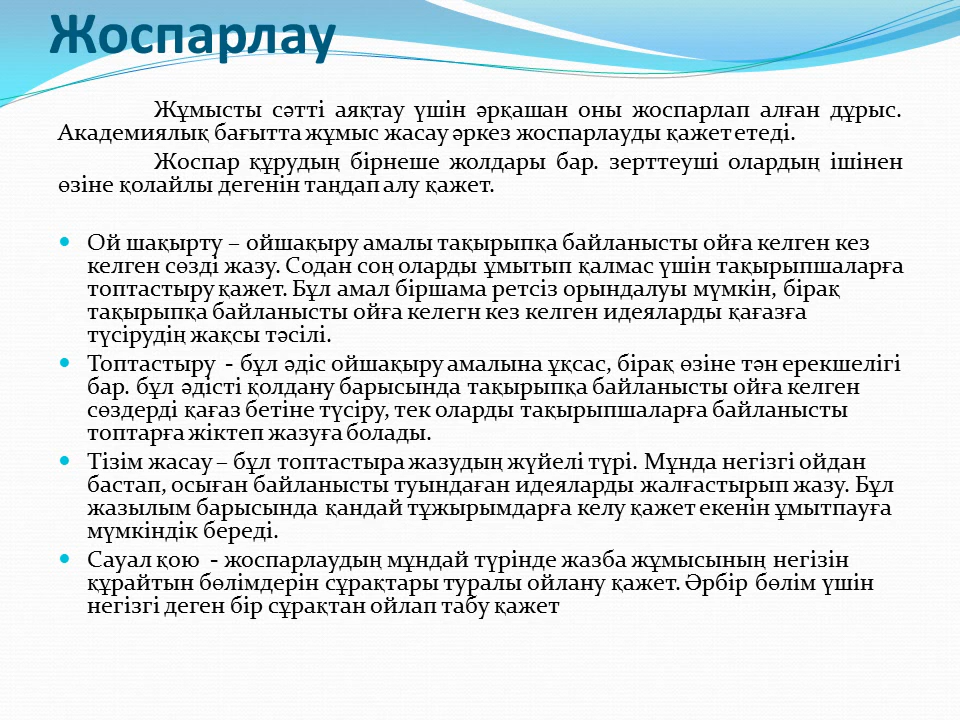 Жоспарлау
Жұмысты сәтті аяқтау үшін әрқашан оны жоспарлап алған дұрыс.
Академиялық бағытта жұмыс жасау әркез жоспарлауды қажет етеді.
Жоспар құрудың бірнеше жолдары бар. зерттеуші олардың ішінен
өзіне қолайлы дегенін таңдап алу қажет.
• Ой шақырту – ойшақыру амалы тақырыпқа байланысты ойға келген кез
келген сөзді жазу. Содан соң оларды ұмытып қалмас үшін тақырыпшаларға
топтастыру қажет. Бұл амал біршама ретсіз орындалуы мүмкін, бірақ
тақырыпқа байланысты ойға келегн кез келген идеяларды қағазға
түсірудің жақсы тәсілі.
• Топтастыру - бұл әдіс ойшақыру амалына ұқсас, бірақ өзіне тән ерекшелігі
бар. бұл әдісті қолдану барысында тақырыпқа байланысты ойға келген
сөздерді қағаз бетіне түсіру, тек оларды тақырыпшаларға байланысты
топтарға жіктеп жазуға болады.
• Тізім жасау – бұл топтастыра жазудың жүйелі түрі. Мұнда негізгі ойдан
бастап, осыған байланысты туындаған идеяларды жалғастырып жазу. Бұл
жазылым барысында қандай тұжырымдарға келу қажет екенін ұмытпауға
мүмкіндік береді.
• Сауал қою - жоспарлаудың мұндай түрінде жазба жұмысының негізін
құрайтын бөлімдерін сұрақтары туралы ойлану қажет. Әрбір бөлім үшін
негізгі деген бір сұрақтан ойлап табу қажет